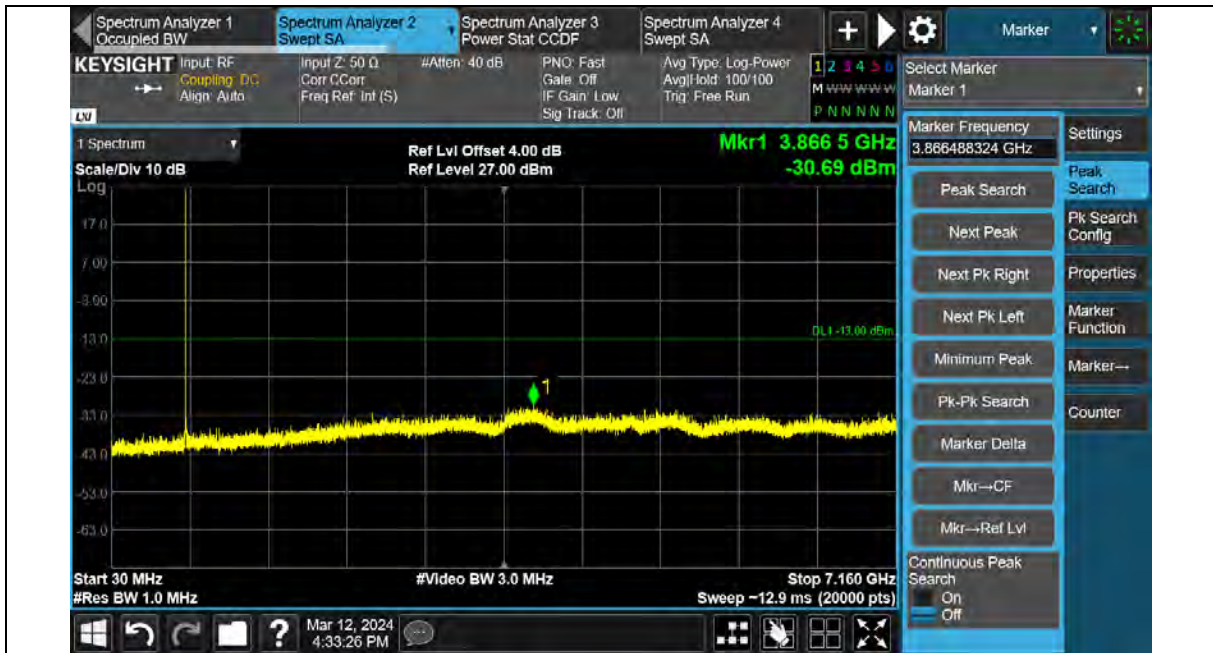 Spectrum Analyzer 1
Occupied BW
Spectrum Analyzer 2
Swept SA
Spectrum Analyzer 3
Power Stat CCDF
Spectrum Analyzer 4
Swept SA
Marker
KEYSIGHT
Input: RF
Coupling: DC
Align: Auto
Input Z: 50 Ω
Corr CCorr
Freq Ref: Int (S)
#Atten: 40 dB
PNO: Fast
Gate: Off
IF Gain: Low
Sig Track: Off
Avg Type: Log-Power
Avg|Hold: 100/100
Trig: Free Run
1 2 3 4 5 6
M W W W W W
P N N N N N
LXI
Select Marker
Marker 1
1 Spectrum
Scale/Div 10 dB
Log
Ref Lvl Offset 4.00 dB
Ref Level 27.00 dBm
Mkr1 3.866 5 GHz
-30.69 dBm
17.0
7.00
-3.00
-13.0
-23.0
-33.0
-43.0
-53.0
-63.0
DL1 -13.00 dBm
1
Start 30 MHz
#Res BW 1.0 MHz
#Video BW 3.0 MHz
Stop 7.160 GHz
Sweep ~12.9 ms (20000 pts)
Marker Frequency
3.866488324 GHz
Peak Search
Next Peak
Next Pk Right
Next Pk Left
Minimum Peak
Pk-Pk Search
Marker Delta
Mkr→CF
Mkr→Ref Lvl
Continuous Peak
Search
On
Off
Settings
Peak
Search
Pk Search
Config
Properties
Marker
Function
Marker→
Counter
?
Mar 12, 2024
4:33:26 PM